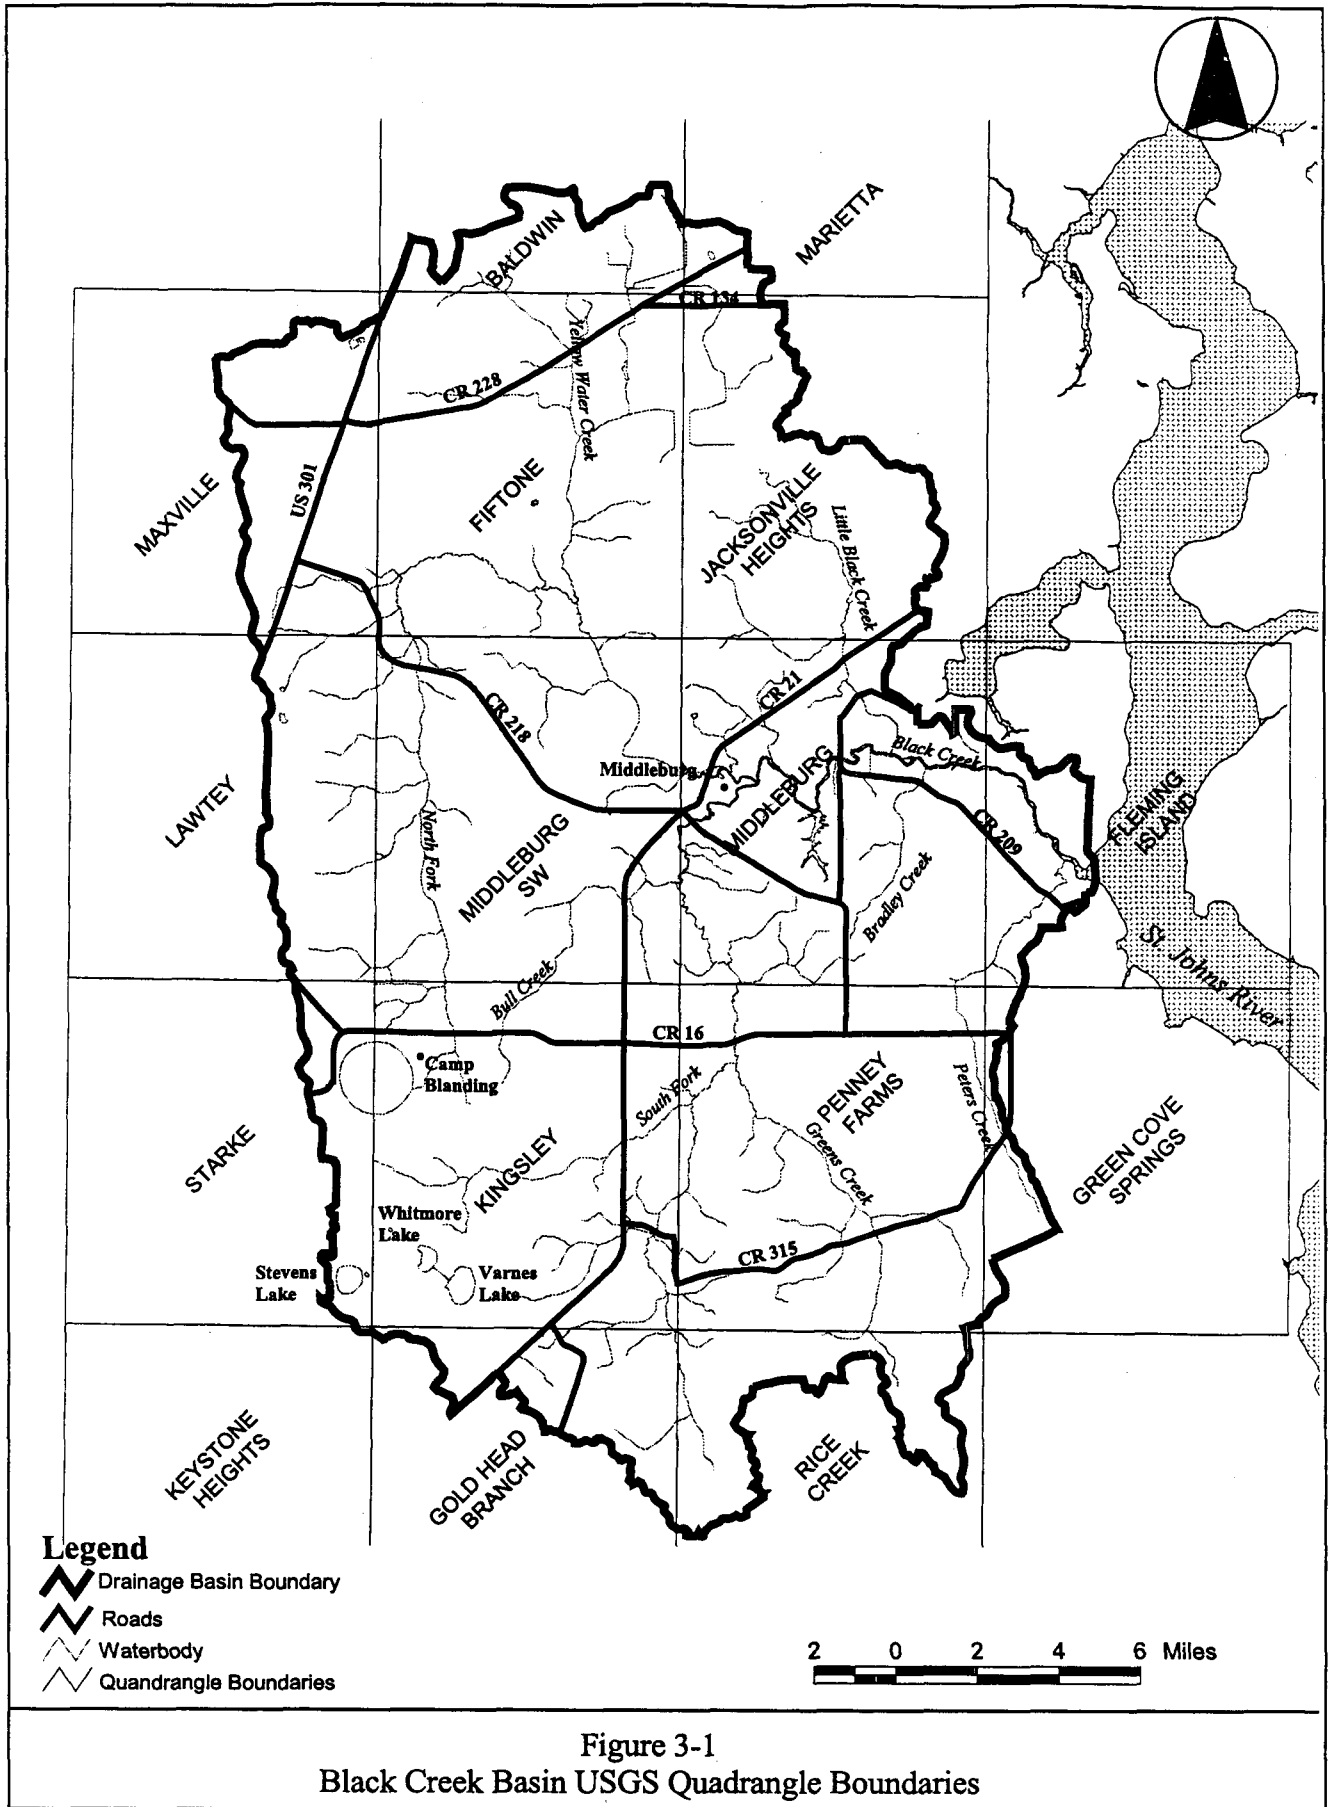 MARIETTA
BALDWIN
CR 134
Yellow Water Creek
CR 228
US 301
MAXVILLE
FIFTONE
JACKSONVILLE
HEIGHTS
Little Black Creek
CR 21
CR 218
Middleburg
Black Creek
MIDDLEBURG
FLEMING
ISLAND
LAWTEY
North Fork
MIDDLEBURG
SW
CR 209
Bradley Creek
St. Johns River
Bull Creek
CR 16
Camp
Blanding
South Fork
PENNEY
FARMS
Peters Creek
STARKE
KINGSLEY
Greens Creek
GREEN COVE
SPRINGS
Whitmore
Lake
CR 315
Stevens
Lake
Varnes
Lake
KEYSTONE
HEIGHTS
GOLD HEAD
BRANCH
RICE
CREEK
Legend
Drainage Basin Boundary
Roads
Waterbody
Quandrangle Boundaries
2 0 2 4 6 Miles
Figure 3-1
Black Creek Basin USGS Quadrangle Boundaries